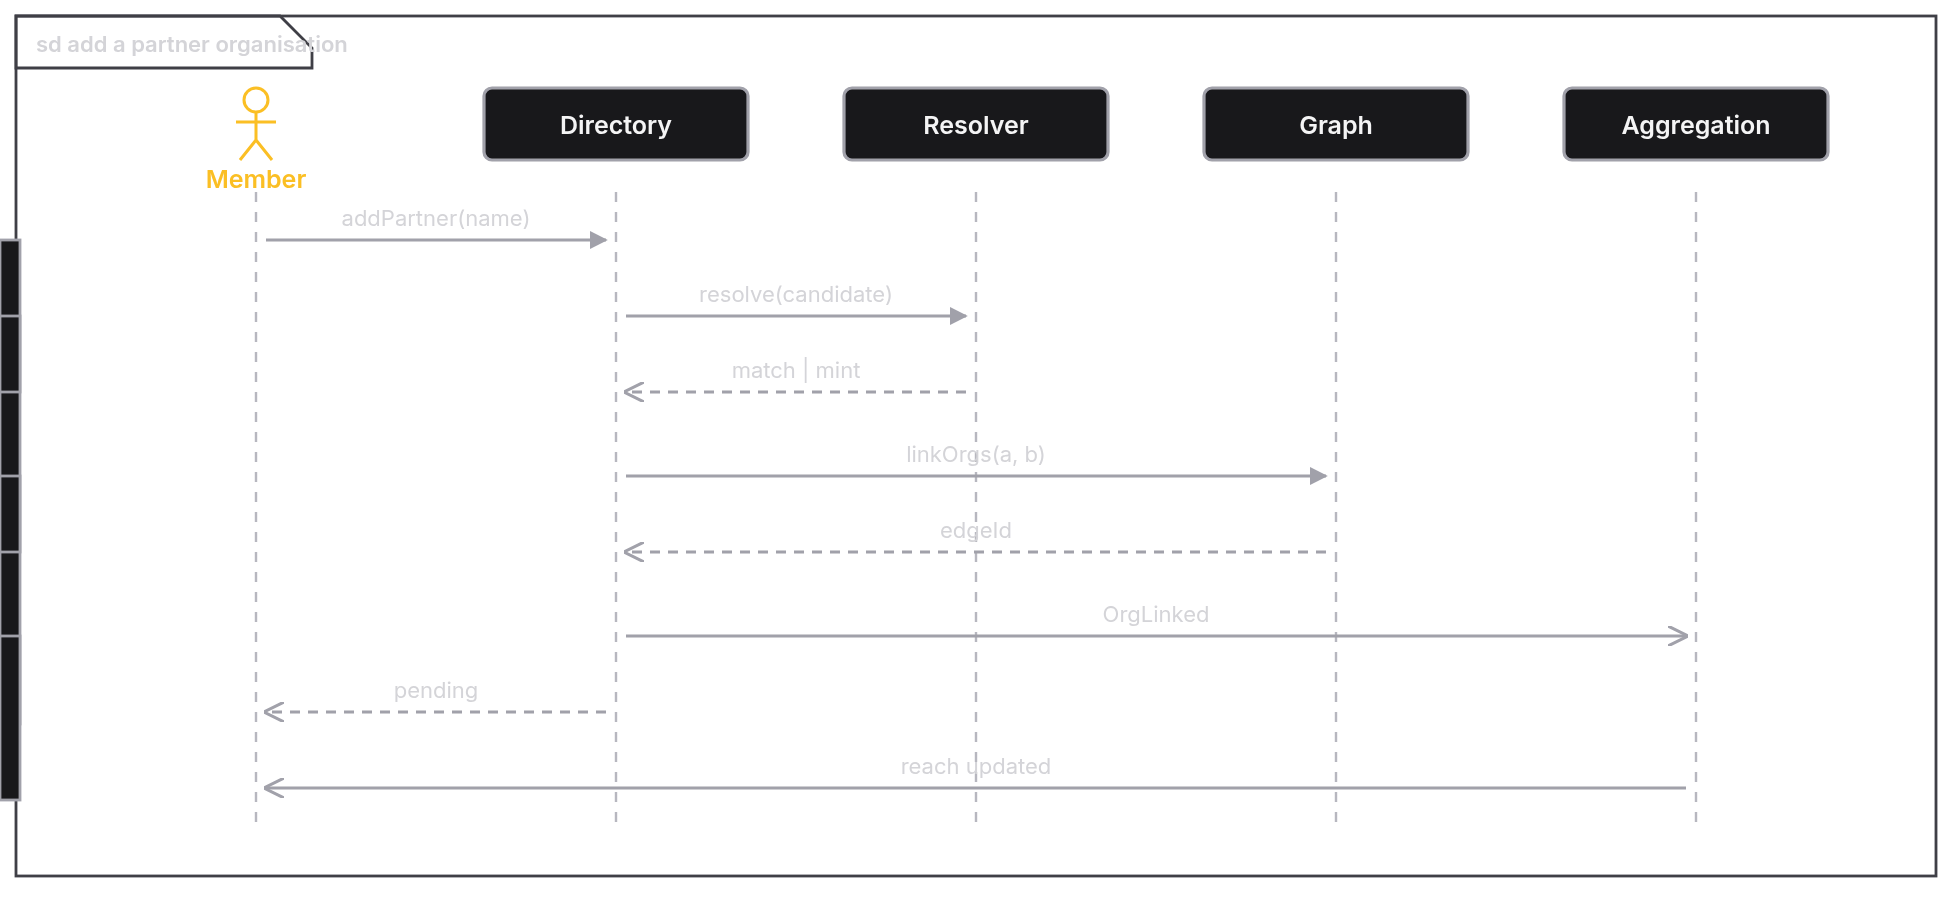 sd add a partner organisation
Member
Directory
Resolver
Graph
Aggregation
addPartner(name)
resolve(candidate)
match | mint
linkOrgs(a, b)
edgeId
OrgLinked
pending
reach updated